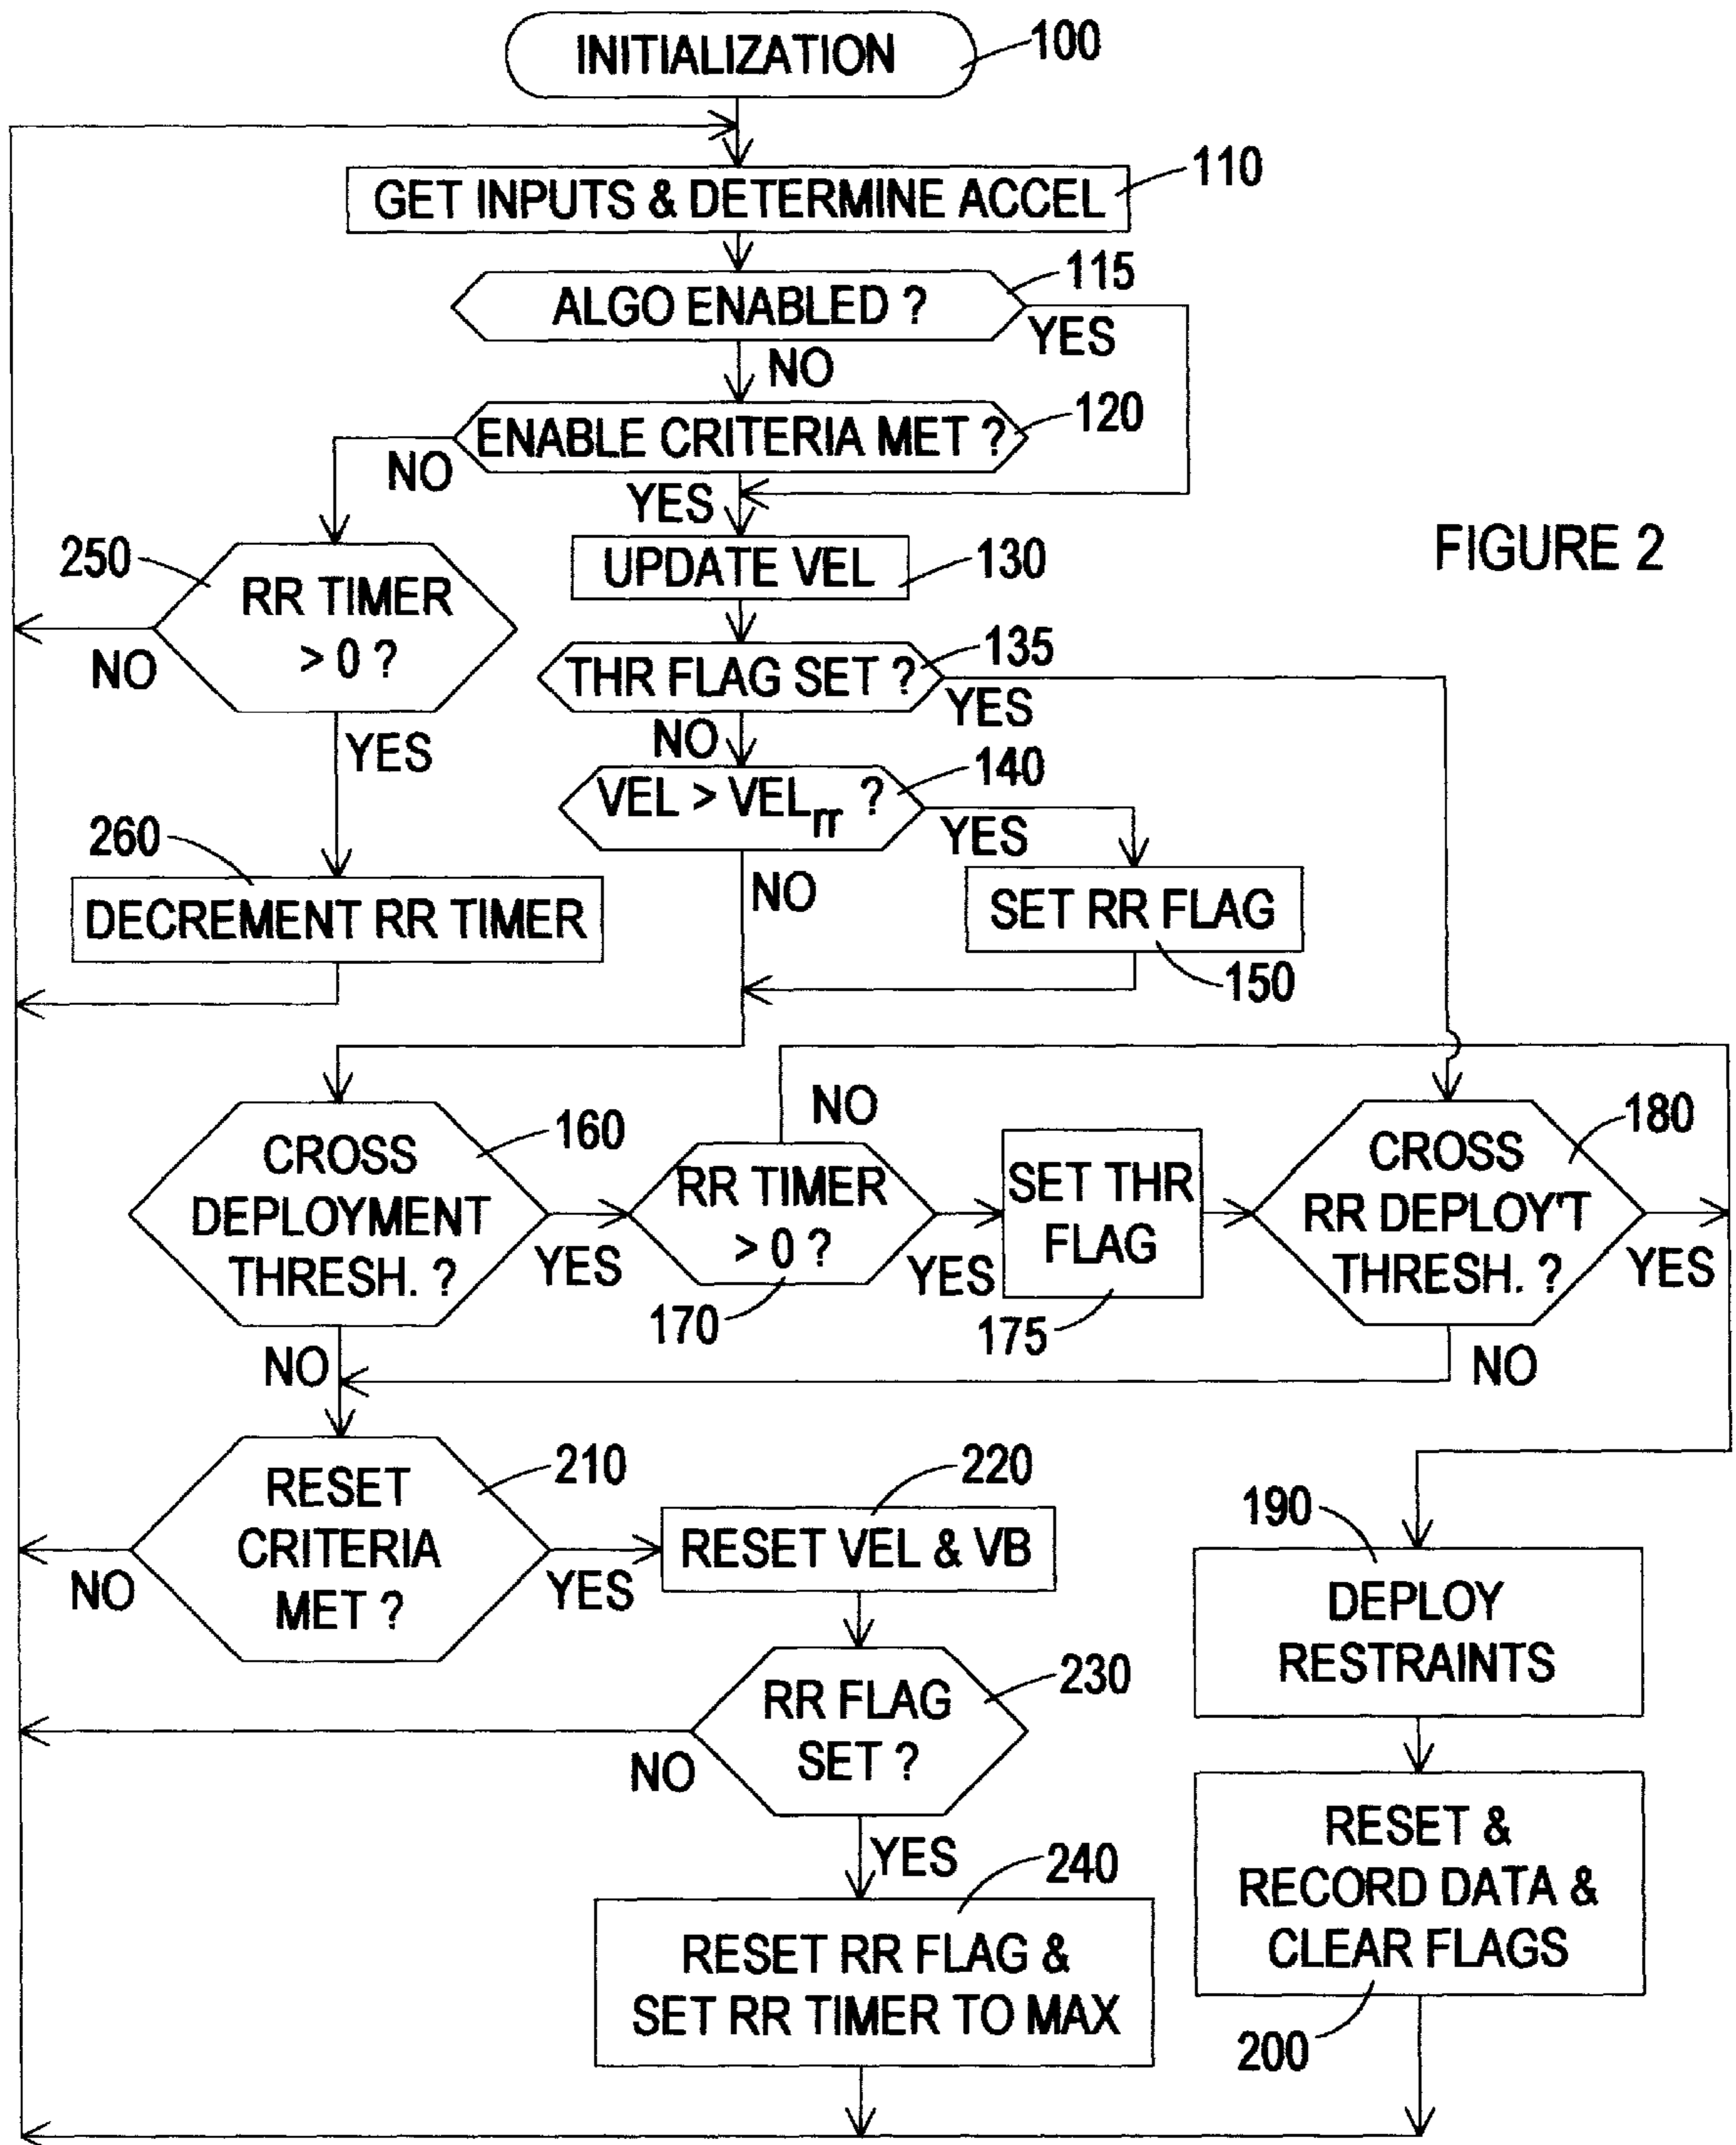 INITIALIZATION
100
GET INPUTS & DETERMINE ACCEL
110
ALGO ENABLED ?
115
YES
NO
ENABLE CRITERIA MET ?
120
NO
YES
FIGURE 2
250
RR TIMER
> 0 ?
NO
YES
UPDATE VEL
130
THR FLAG SET ?
135
YES
NO
VEL > VELrr ?
140
YES
NO
260
DECREMENT RR TIMER
SET RR FLAG
150
CROSS
DEPLOYMENT
THRESH. ?
160
YES
NO
RR TIMER
> 0 ?
170
NO
YES
SET THR
FLAG
175
CROSS
RR DEPLOY'T
THRESH. ?
180
YES
NO
RESET
CRITERIA
MET ?
210
NO
YES
220
RESET VEL & VB
190
DEPLOY
RESTRAINTS
RR FLAG
SET ?
230
NO
YES
240
RESET RR FLAG &
SET RR TIMER TO MAX
RESET &
RECORD DATA &
CLEAR FLAGS
200